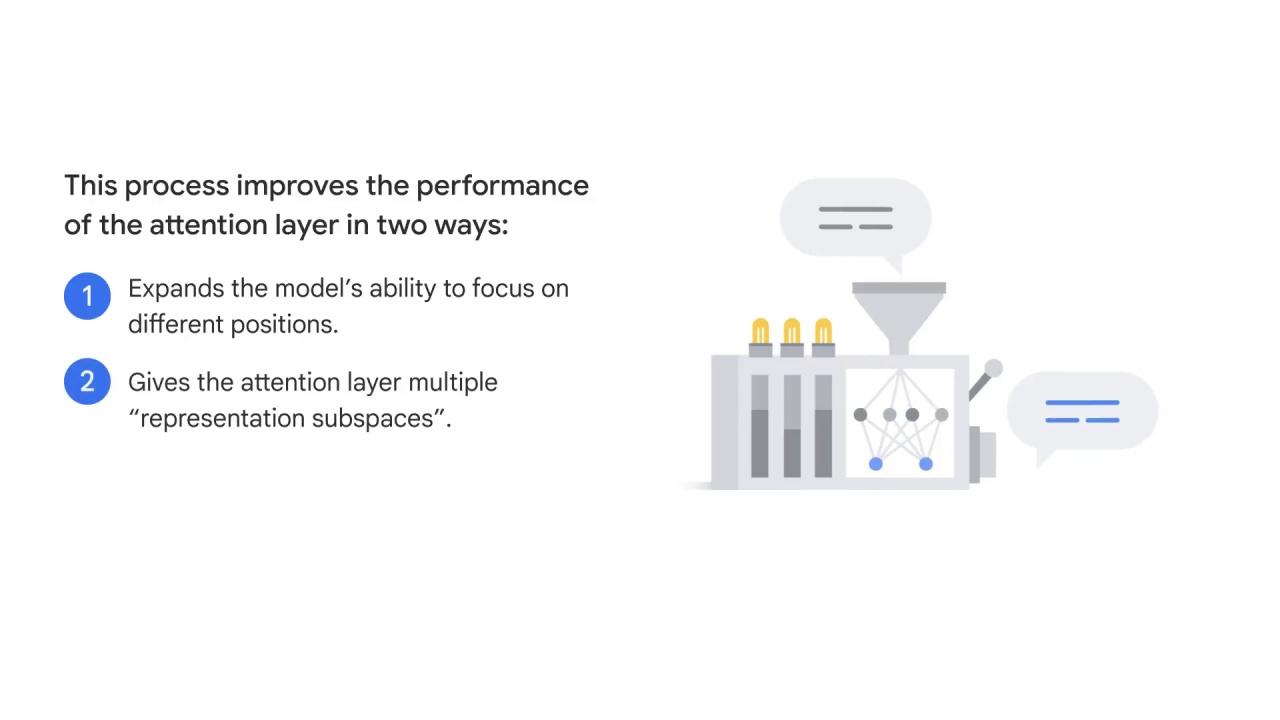 This process improves the performance
of the attention layer in two ways:
1
Expands the model’s ability to focus on
different positions.
2
Gives the attention layer multiple
“representation subspaces”.